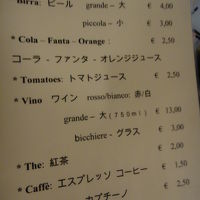 Birra: ビール grande – 大 € 4,00
piccola – 小 € 3,00
* Cola – Fanta – Orange : € 2,50
コーラ - ファンタ - オレンジジュース
* Tomatoes: トマトジュース € 2,50
* Vino ワイン rosso/bianco: 赤/白
grande – 大(750ml) € 13,00
bicchiere – グラス € 3,00
* The: 紅茶 € 2,00
* Caffè: エスプレッソ コーヒー € 1,50
カプチーノ € 2,50